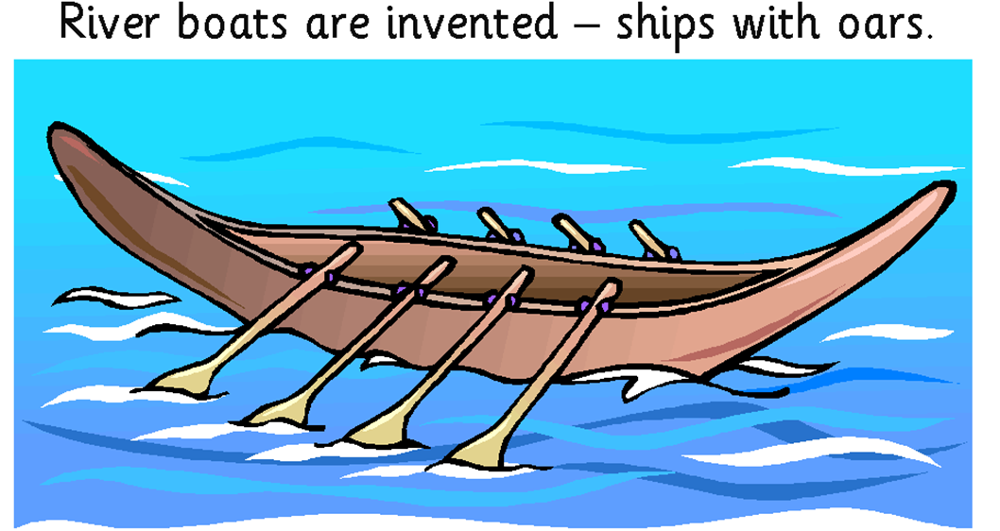 River boats are invented – ships with oars.